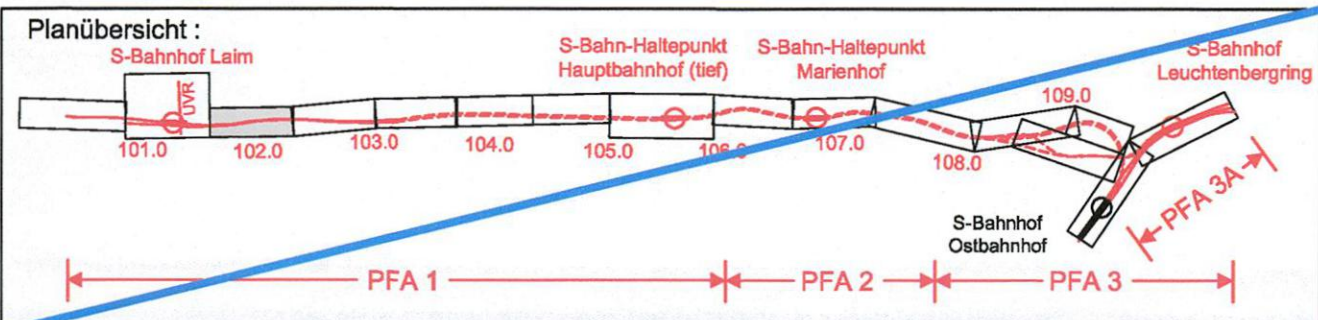 Planübersicht :
S-Bahnhof Laim
S-Bahn-Haltepunkt
Hauptbahnhof (tief)
S-Bahn-Haltepunkt
Marienhof
S-Bahnhof
Leuchtenbergring
UVR
109.0
101.0
102.0
103.0
104.0
105.0
106.0
107.0
108.0
S-Bahnhof
Ostbahnhof
PFA 3A
PFA 1
PFA 2
PFA 3